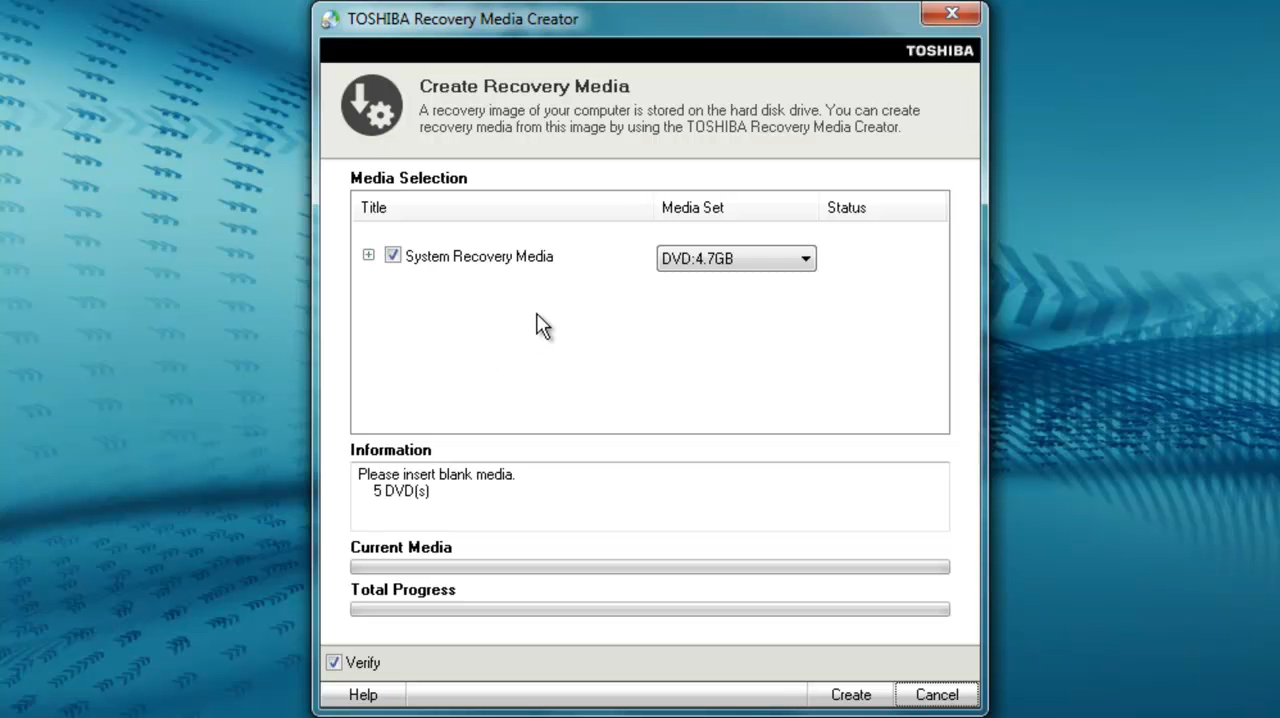 TOSHIBA Recovery Media Creator
TOSHIBA
Create Recovery Media
A recovery image of your computer is stored on the hard disk drive. You can create
recovery media from this image by using the TOSHIBA Recovery Media Creator.
Media Selection
Title Media Set Status
System Recovery Media DVD:4.7GB
Information
Please insert blank media.
5 DVD(s)
Current Media
Total Progress
Verify
Help Create Cancel